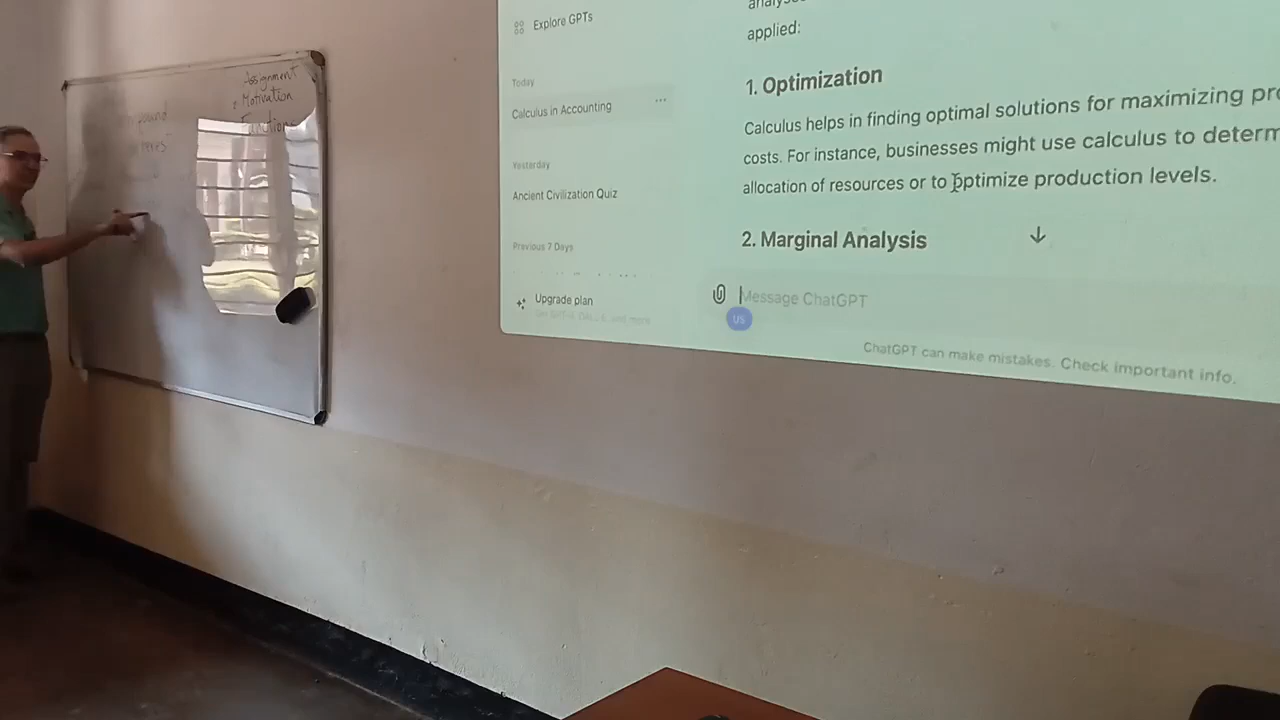 Assignment
Motivation
Function
Explore GPTs
Today
Calculus in Accounting
Yesterday
Ancient Civilization Quiz
Previous 7 Days
Upgrade plan
applied:
1. Optimization
Calculus helps in finding optimal solutions for maximizing pro
costs. For instance, businesses might use calculus to determ
allocation of resources or to optimize production levels.
2. Marginal Analysis
Message ChatGPT
US
ChatGPT can make mistakes. Check important info.